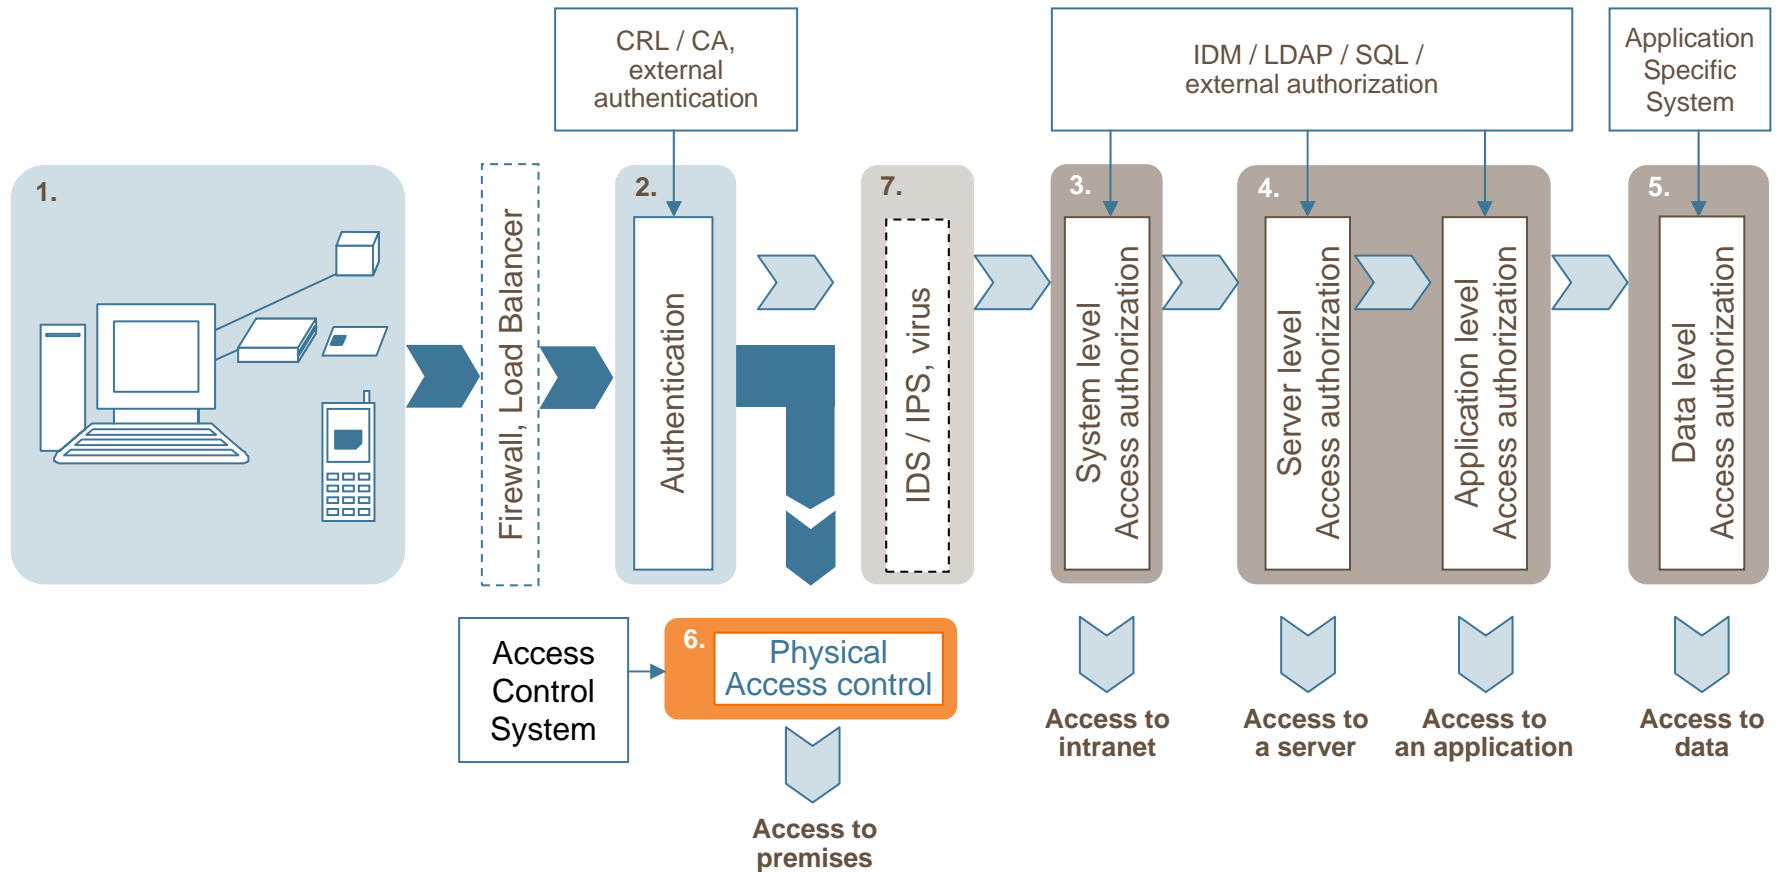 CRL / CA,
external
authentication
IDM / LDAP / SQL /
external authorization
Application
Specific
System
1.
Firewall, Load Balancer
2.
Authentication
7.
IDS / IPS, virus
3.
System level
Access authorization
4.
Server level
Access authorization
Application level
Access authorization
5.
Data level
Access authorization
Access
Control
System
6.
Physical
Access control
Access to
premises
Access to
intranet
Access to
a server
Access to
an application
Access to
data